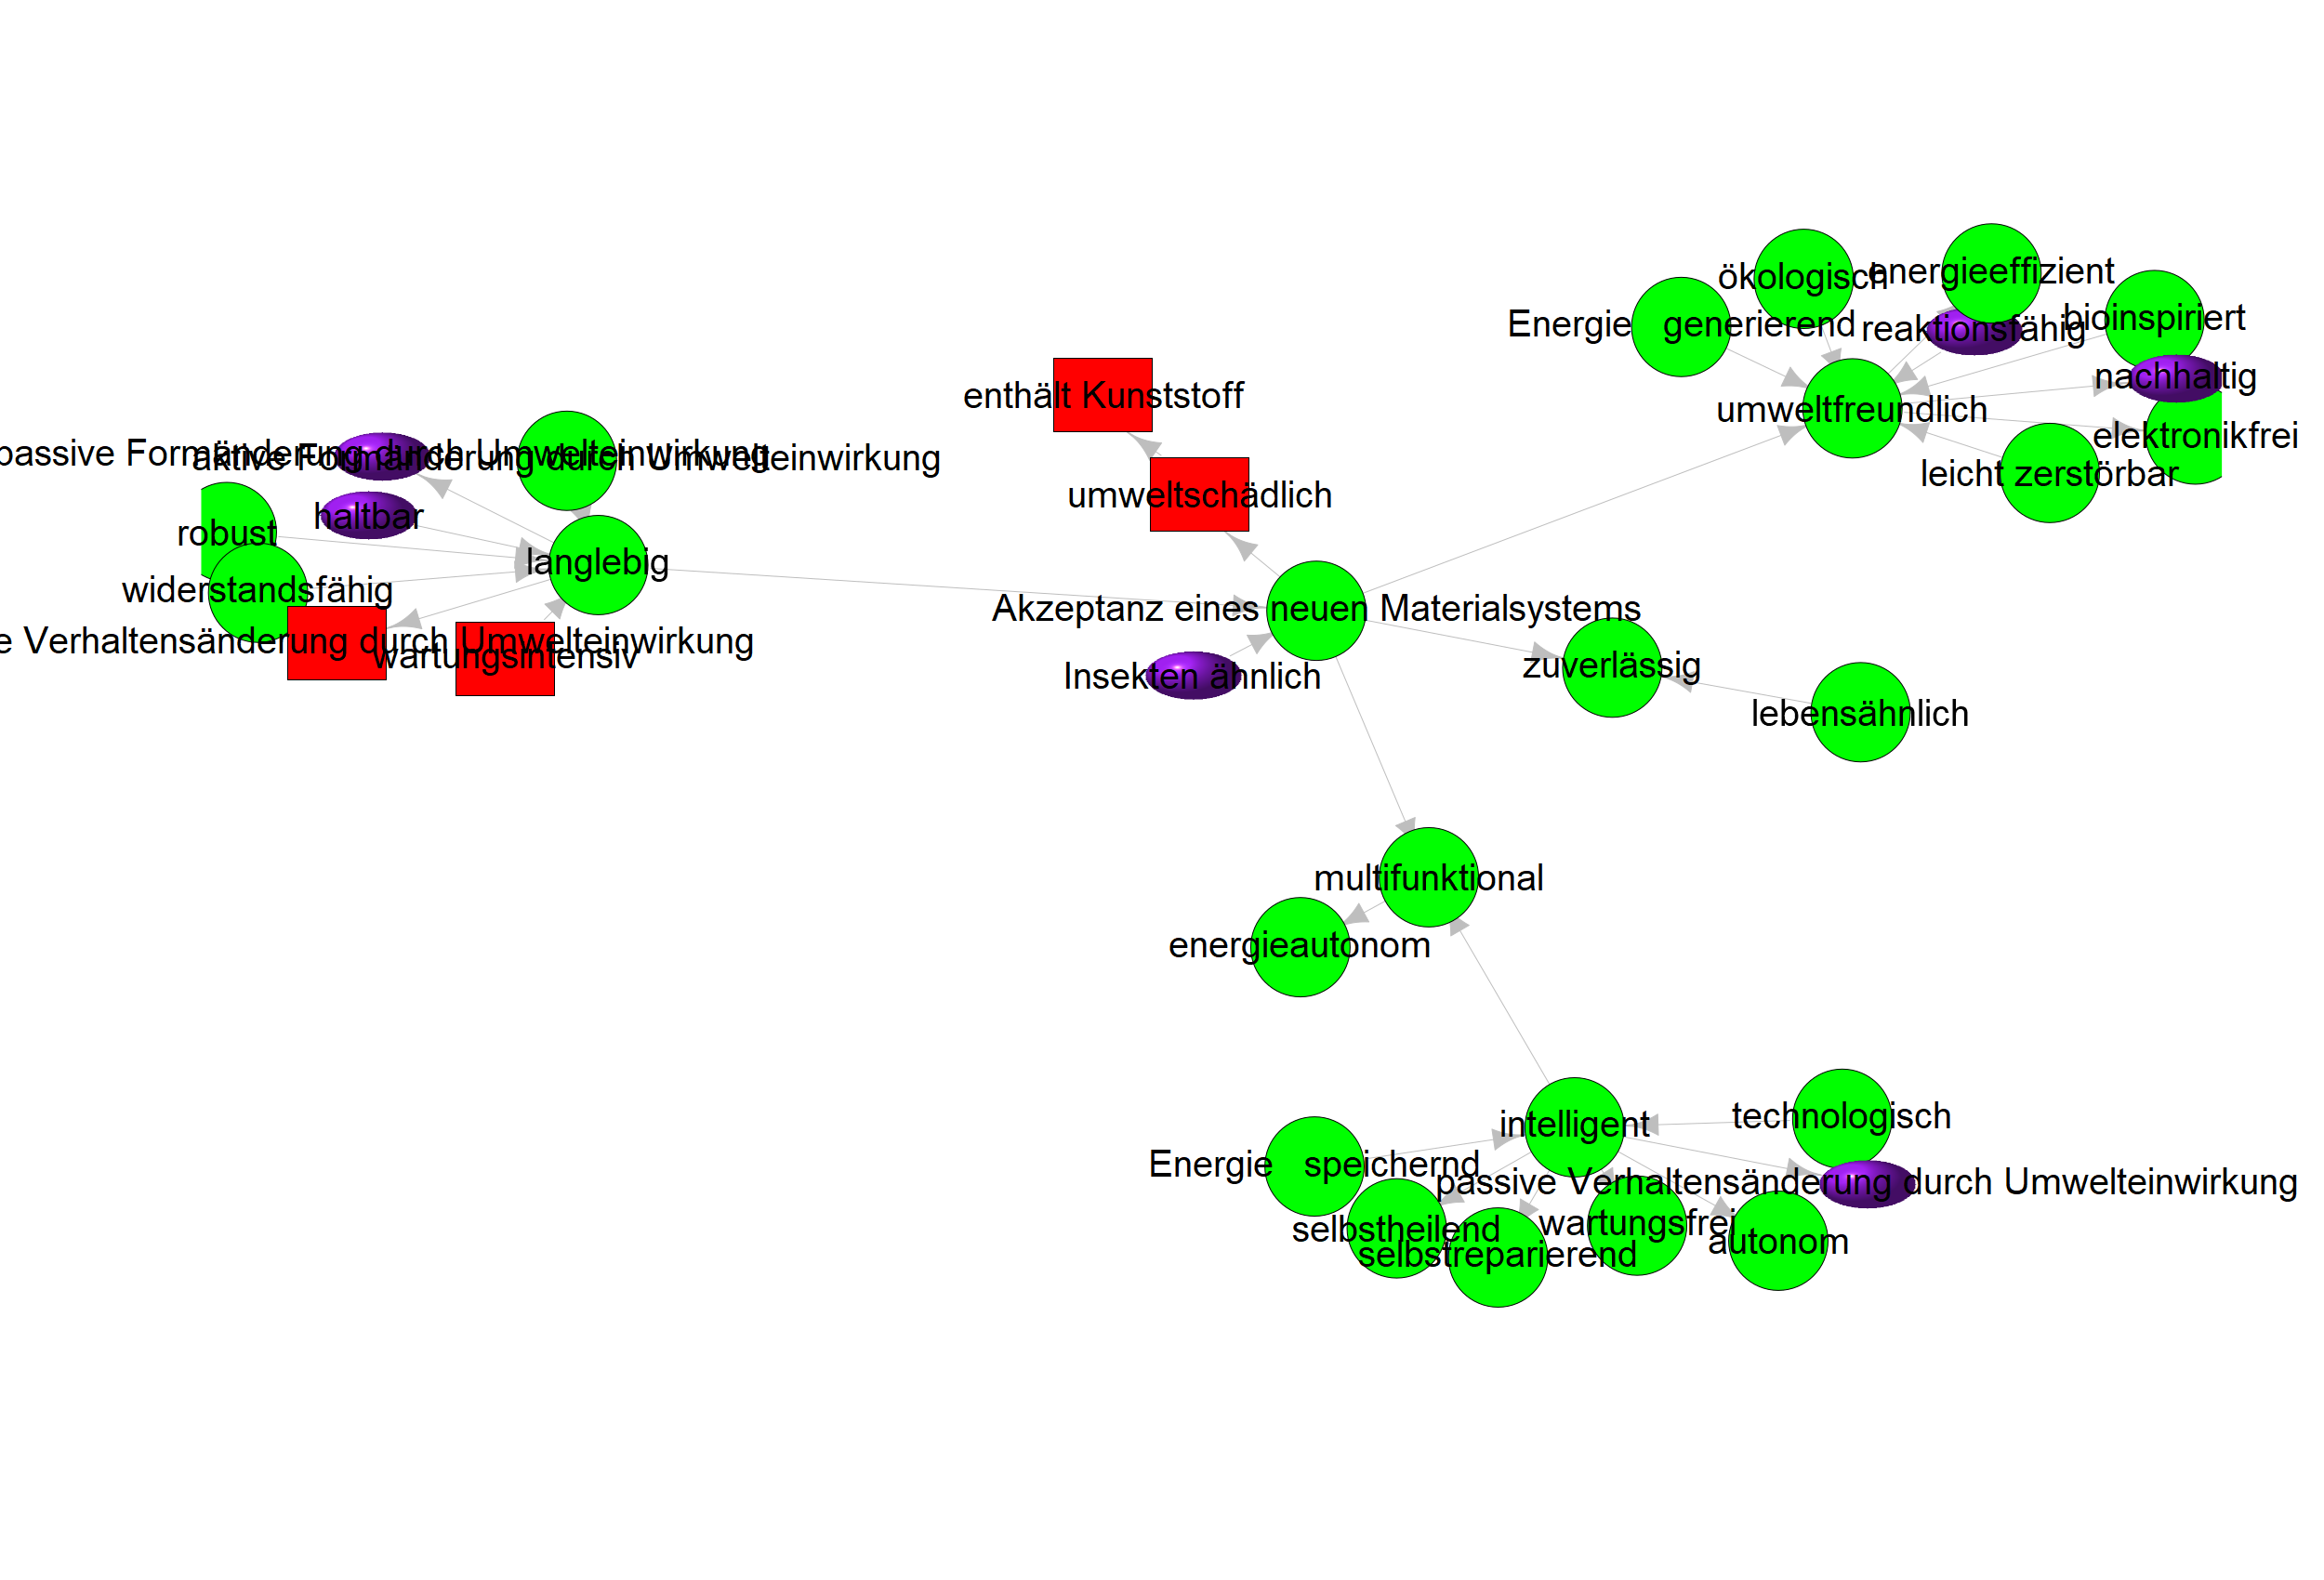 ökologisch
energieeffizient
Energie generierend
reaktionsfähig
bioinspiriert
nachhaltig
enthält Kunststoff
umweltfreundlich
elektronikfrei
passive Formänderung durch Umwelteinwirkung
aktive Formänderung durch Umwelteinwirkung
leicht zerstörbar
umweltschädlich
haltbar
robust
langlebig
widerstandsfähig
Akzeptanz eines neuen Materialsystems
e Verhaltensänderung durch Umwelteinwirkung
wartungsintensiv
Insekten ähnlich
zuverlässig
lebensähnlich
multifunktional
energieautonom
intelligent
technologisch
Energie speichernd
passive Verhaltensänderung durch Umwelteinwirkung
selbstheilend
wartungsfrei
autonom
selbstreparierend